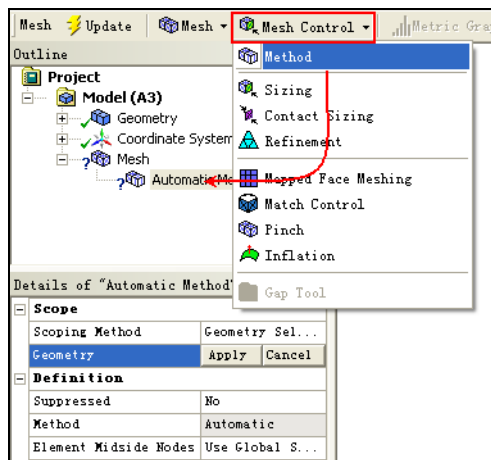 Mesh Update Mesh Mesh Control Metric Gra
Outline
Method
Project
Model (A3)
Sizing
Geometry
Contact Sizing
Coordinate System
Refinement
Mesh
Automatic Me
Mapped Face Meshing
Match Control
Pinch
Inflation
Details of "Automatic Method"
Gap Tool
Scope
Scoping Method Geometry Sel...
Geometry Apply Cancel
Definition
Suppressed No
Method Automatic
Element Midside Nodes Use Global S...